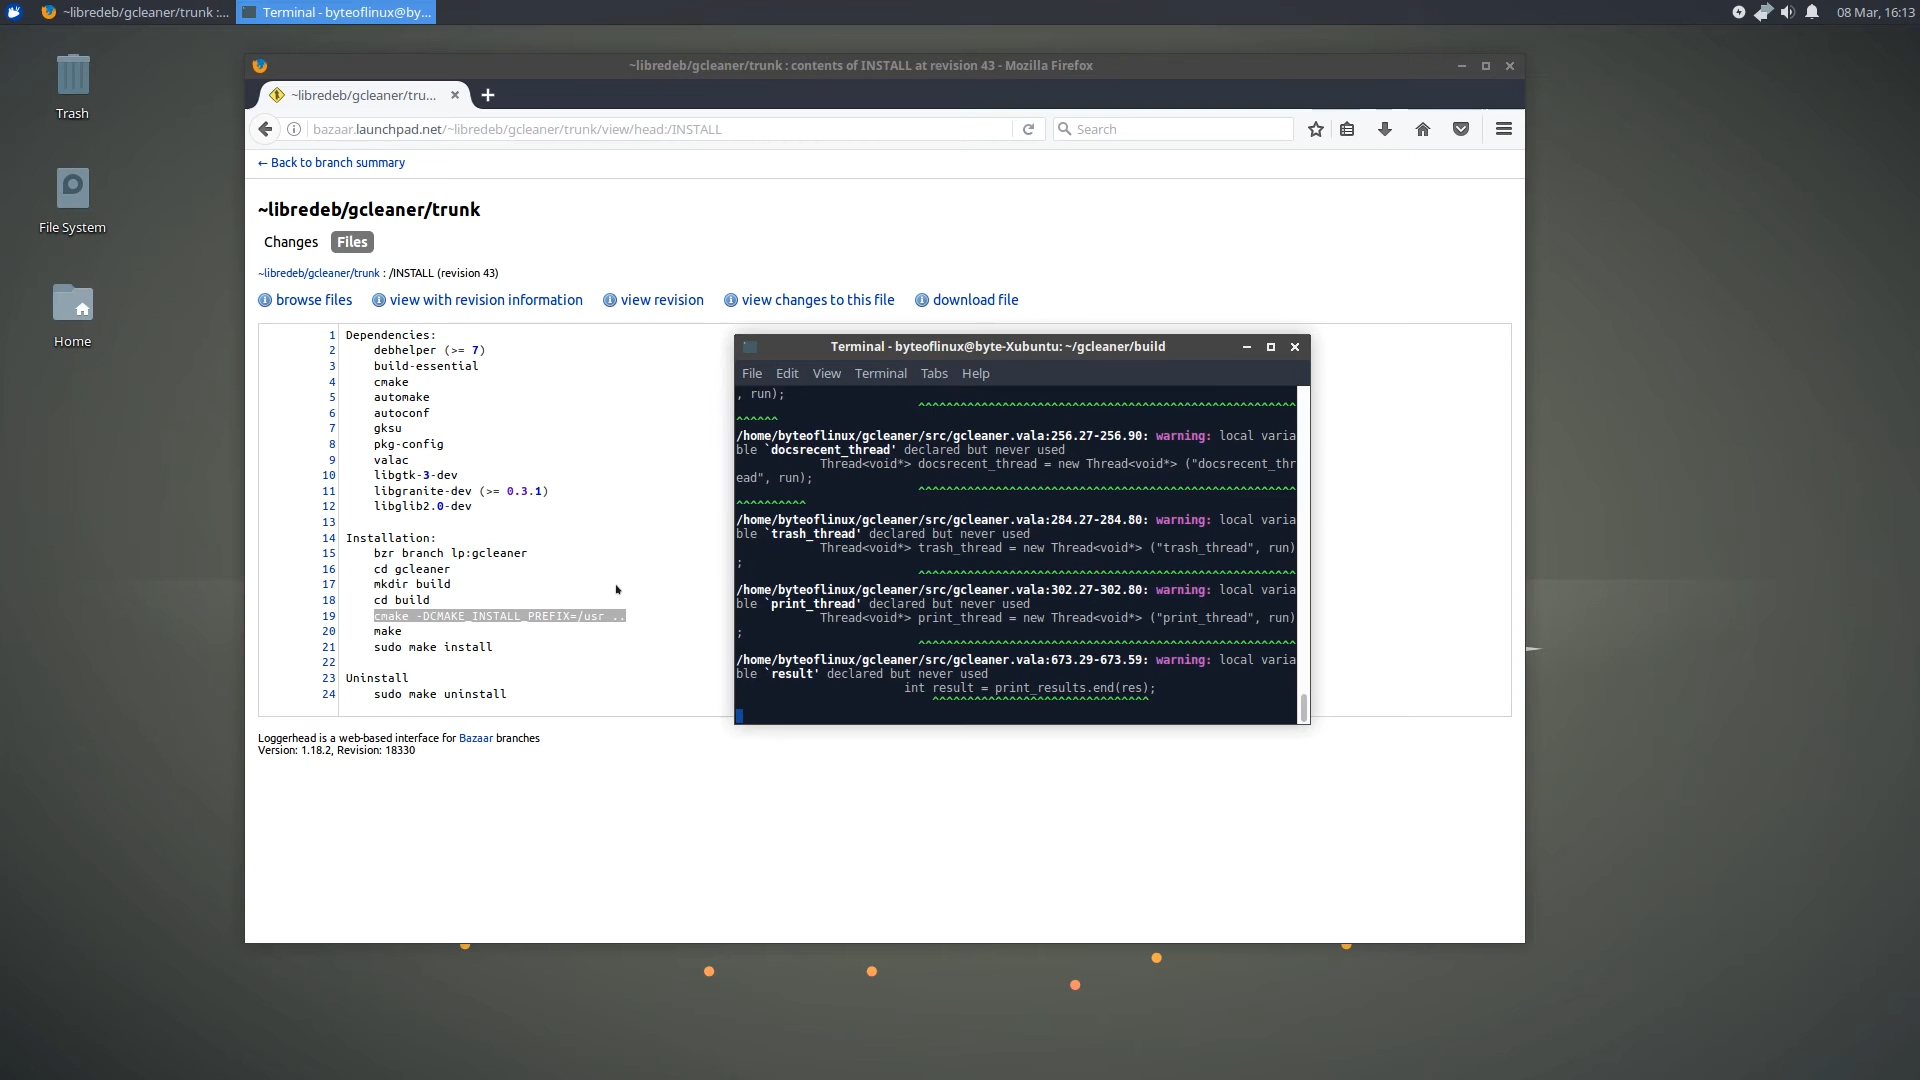 ~libredeb/gcleaner/trunk :...
Terminal - byteoflinux@by...
08 Mar, 16:13
Trash
File System
Home
~libredeb/gcleaner/trunk : contents of INSTALL at revision 43 - Mozilla Firefox
~libredeb/gcleaner/tru...
bazaar.launchpad.net/~libredeb/gcleaner/trunk/view/head:/INSTALL
Search
← Back to branch summary
~libredeb/gcleaner/trunk
Changes Files
~libredeb/gcleaner/trunk : /INSTALL (revision 43)
browse files view with revision information view revision view changes to this file download file
1 Dependencies:
2 debhelper (>= 7)
3 build-essential
4 cmake
5 automake
6 autoconf
7 gksu
8 pkg-config
9 valac
10 libgtk-3-dev
11 libgranite-dev (>= 0.3.1)
12 libglib2.0-dev
13
14 Installation:
15 bzr branch lp:gcleaner
16 cd gcleaner
17 mkdir build
18 cd build
19 cmake -DCMAKE_INSTALL_PREFIX=/usr ..
20 make
21 sudo make install
22
23 Uninstall
24 sudo make uninstall
Loggerhead is a web-based interface for Bazaar branches
Version: 1.18.2, Revision: 18330
Terminal - byteoflinux@byte-Xubuntu: ~/gcleaner/build
File Edit View Terminal Tabs Help
, run);
^^^^^^^^^^^^^^^^^^^^^^^^^^^^^^^^^^^^^^^^^^^^^^^^^^^^^^
^^^^^^
/home/byteoflinux/gcleaner/src/gcleaner.vala:256.27-256.90: warning: local varia
ble `docsrecent_thread' declared but never used
Thread<void*> docsrecent_thread = new Thread<void*> ("docsrecent_thr
ead", run);
^^^^^^^^^^^^^^^^^^^^^^^^^^^^^^^^^^^^^^^^^^^^^^^^^^^^^^
^^^^^^^^^^
/home/byteoflinux/gcleaner/src/gcleaner.vala:284.27-284.80: warning: local varia
ble `trash_thread' declared but never used
Thread<void*> trash_thread = new Thread<void*> ("trash_thread", run)
;
^^^^^^^^^^^^^^^^^^^^^^^^^^^^^^^^^^^^^^^^^^^^^^^^^^^^^^
/home/byteoflinux/gcleaner/src/gcleaner.vala:302.27-302.80: warning: local varia
ble `print_thread' declared but never used
Thread<void*> print_thread = new Thread<void*> ("print_thread", run)
;
^^^^^^^^^^^^^^^^^^^^^^^^^^^^^^^^^^^^^^^^^^^^^^^^^^^^^^
/home/byteoflinux/gcleaner/src/gcleaner.vala:673.29-673.59: warning: local varia
ble `result' declared but never used
int result = print_results.end(res);
^^^^^^^^^^^^^^^^^^^^^^^^^^^^^^^